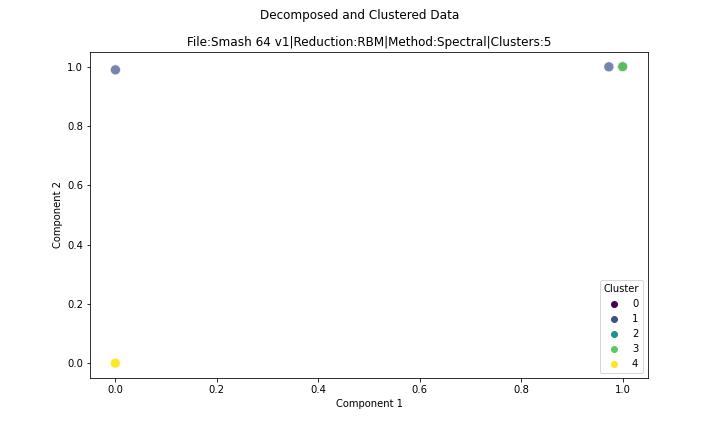 Decomposed and Clustered Data
File:Smash 64 v1|Reduction:RBM|Method:Spectral|Clusters:5
Component 2
1.0
0.8
0.6
0.4
0.2
0.0
Cluster
0
1
2
3
4
0.0 0.2 0.4 0.6 0.8 1.0
Component 1